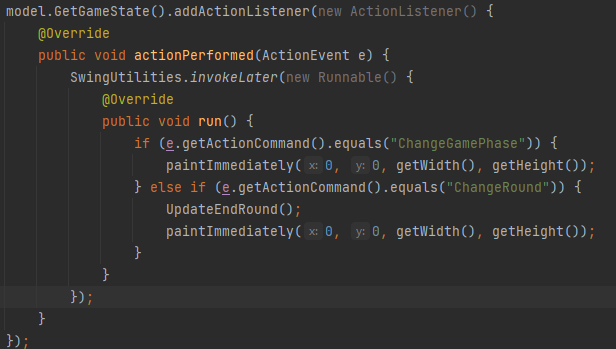 model.GetGameState().addActionListener(new ActionListener() {
    @Override
    public void actionPerformed(ActionEvent e) {
        SwingUtilities.invokeLater(new Runnable() {
            @Override
            public void run() {
                if (e.getActionCommand().equals("ChangeGamePhase")) {
                    paintImmediately( x: 0, y: 0, getWidth(), getHeight());
                } else if (e.getActionCommand().equals("ChangeRound")) {
                    UpdateEndRound();
                    paintImmediately( x: 0, y: 0, getWidth(), getHeight());
                }
            }
        });
    }
});